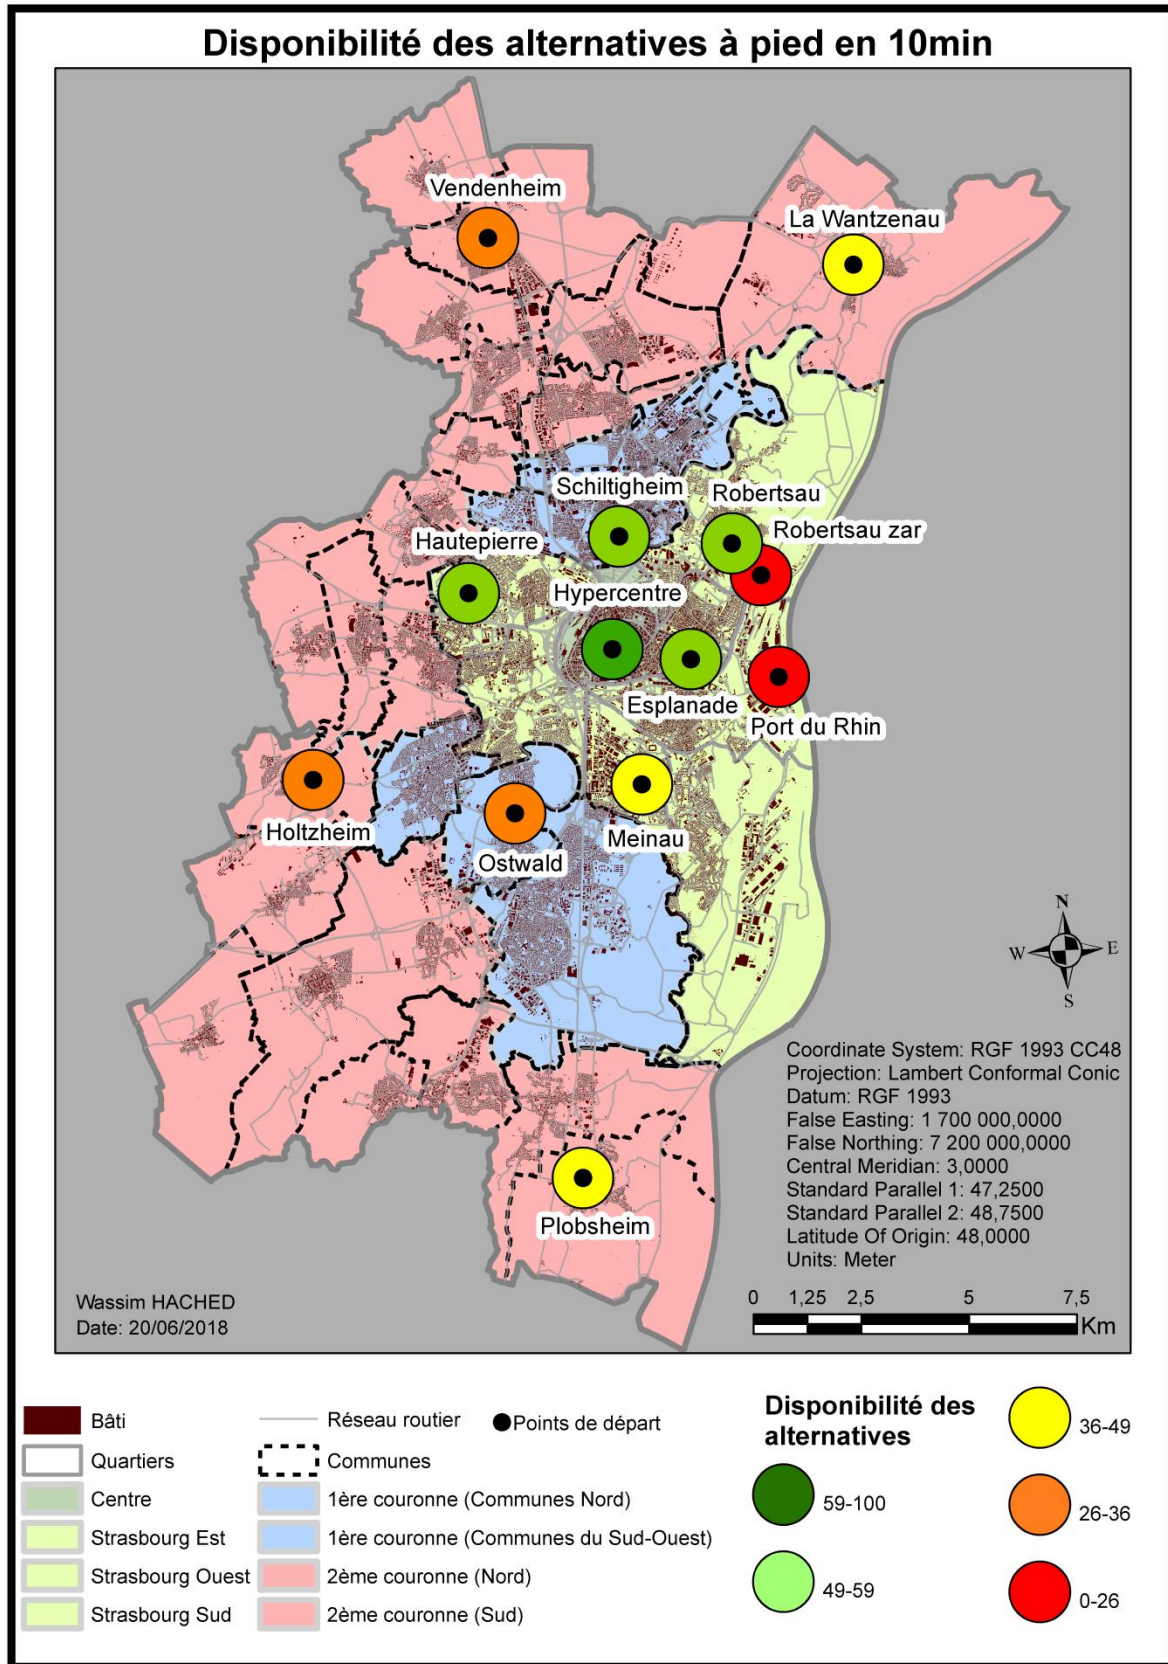 Disponibilité des alternatives à pied en 10min
Vendenheim
La Wantzenau
Schiltigheim
Robertsau
Robertsau zar
Hautepierre
Hypercentre
Esplanade
Port du Rhin
Holtzheim
Ostwald
Meinau
Plobsheim
N
W
E
S
Coordinate System: RGF 1993 CC48
Projection: Lambert Conformal Conic
Datum: RGF 1993
False Easting: 1 700 000,0000
False Northing: 7 200 000,0000
Central Meridian: 3,0000
Standard Parallel 1: 47,2500
Standard Parallel 2: 48,7500
Latitude Of Origin: 48,0000
Units: Meter
0 1,25 2,5 5 7,5
Km
Wassim HACHED
Date: 20/06/2018
Bâti
Quartiers
Centre
Strasbourg Est
Strasbourg Ouest
Strasbourg Sud
Réseau routier
Points de départ
Communes
1ère couronne (Communes Nord)
1ère couronne (Communes du Sud-Ouest)
2ème couronne (Nord)
2ème couronne (Sud)
Disponibilité des
alternatives
59-100
49-59
36-49
26-36
0-26